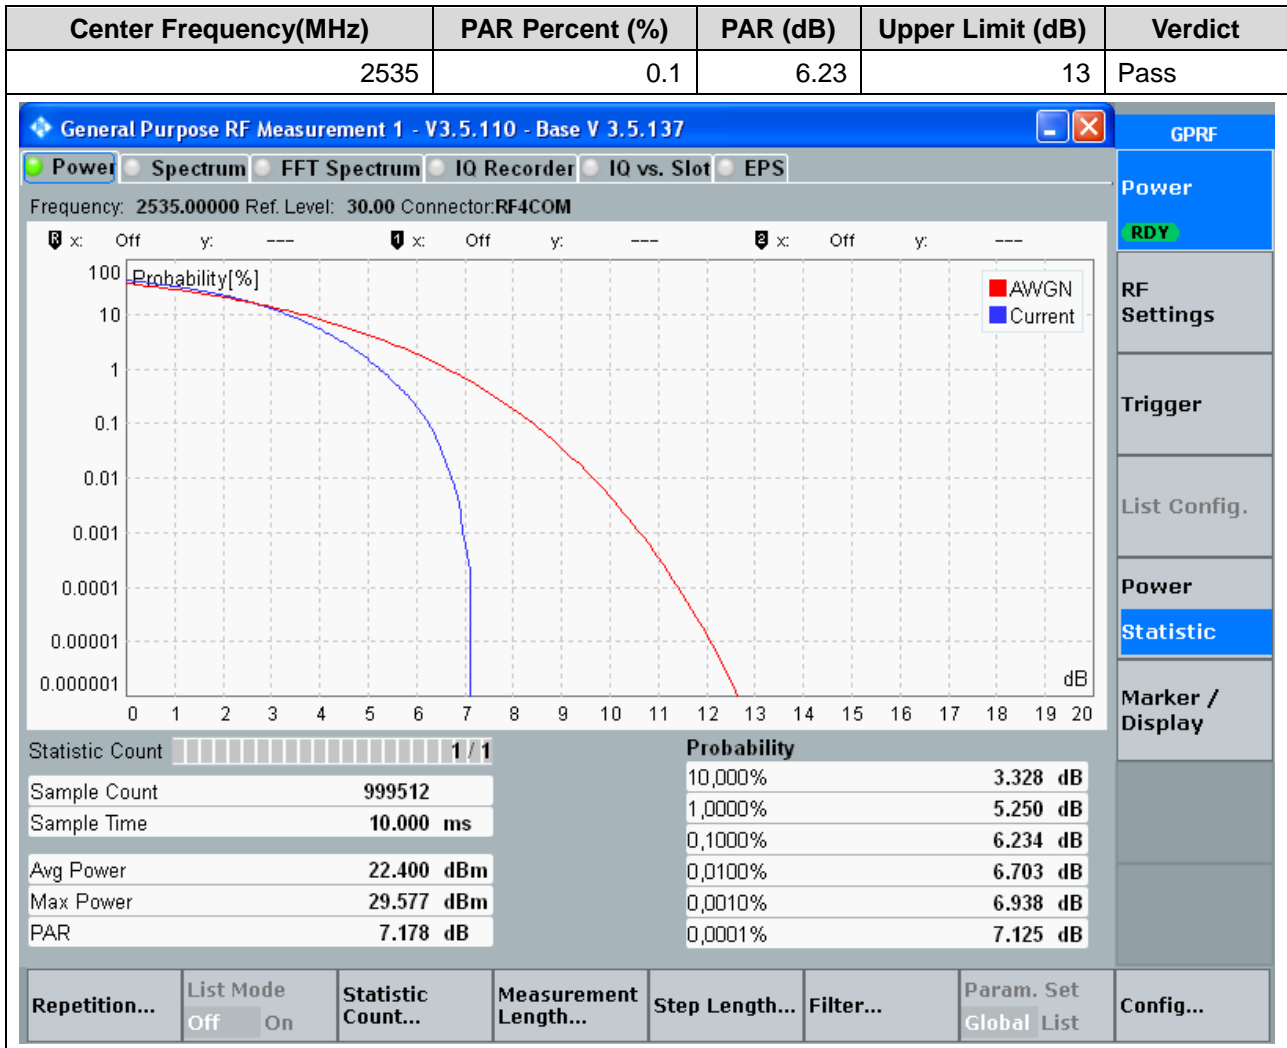 Center Frequency(MHz) PAR Percent (%) PAR (dB) Upper Limit (dB) Verdict
2535 0.1 6.23 13 Pass
General Purpose RF Measurement 1 - V3.5.110 - Base V 3.5.137
GPRF
Power Spectrum FFT Spectrum IQ Recorder IQ vs. Slot EPS
Frequency: 2535.00000 Ref. Level: 30.00 Connector:RF4COM
R x: Off y: --- 1 x: Off y: --- 2 x: Off y: ---
Probability[%]
100
10
1
0.1
0.01
0.001
0.0001
0.00001
0.000001
AWGN
Current
dB
0 1 2 3 4 5 6 7 8 9 10 11 12 13 14 15 16 17 18 19 20
Statistic Count 1 / 1
Sample Count 999512
Sample Time 10.000 ms
Avg Power 22.400 dBm
Max Power 29.577 dBm
PAR 7.178 dB
Probability
10,000% 3.328 dB
1,0000% 5.250 dB
0,1000% 6.234 dB
0,0100% 6.703 dB
0,0010% 6.938 dB
0,0001% 7.125 dB
Power
RDY
RF
Settings
Trigger
List Config.
Power
Statistic
Marker /
Display
Repetition...
List Mode
Off On
Statistic
Count...
Measurement
Length...
Step Length...
Filter...
Param. Set
Global List
Config...